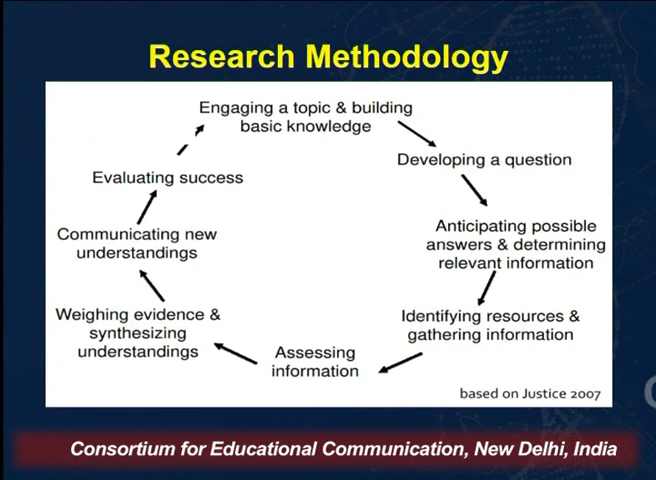 Research Methodology
Engaging a topic & building
basic knowledge
Developing a question
Anticipating possible
answers & determining
relevant information
Identifying resources &
gathering information
Assessing
information
Weighing evidence &
synthesizing
understandings
Communicating new
understandings
Evaluating success
based on Justice 2007
Consortium for Educational Communication, New Delhi, India